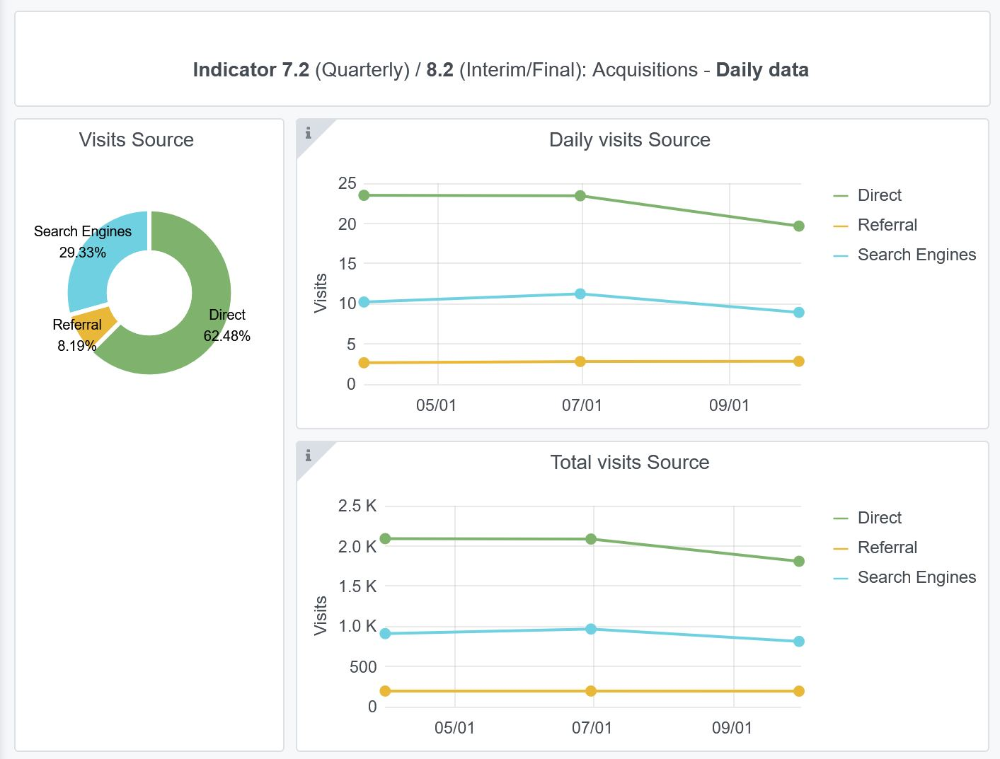 Indicator 7.2 (Quarterly) / 8.2 (Interim/Final): Acquisitions - Daily data
Visits Source
Search Engines
29.33%
Direct
62.48%
Referral
8.19%
i
Daily visits Source
Visits
25
20
15
10
5
0
05/01
07/01
09/01
Direct
Referral
Search Engines
i
Total visits Source
Visits
2.5 K
2.0 K
1.5 K
1.0 K
500
0
05/01
07/01
09/01
Direct
Referral
Search Engines